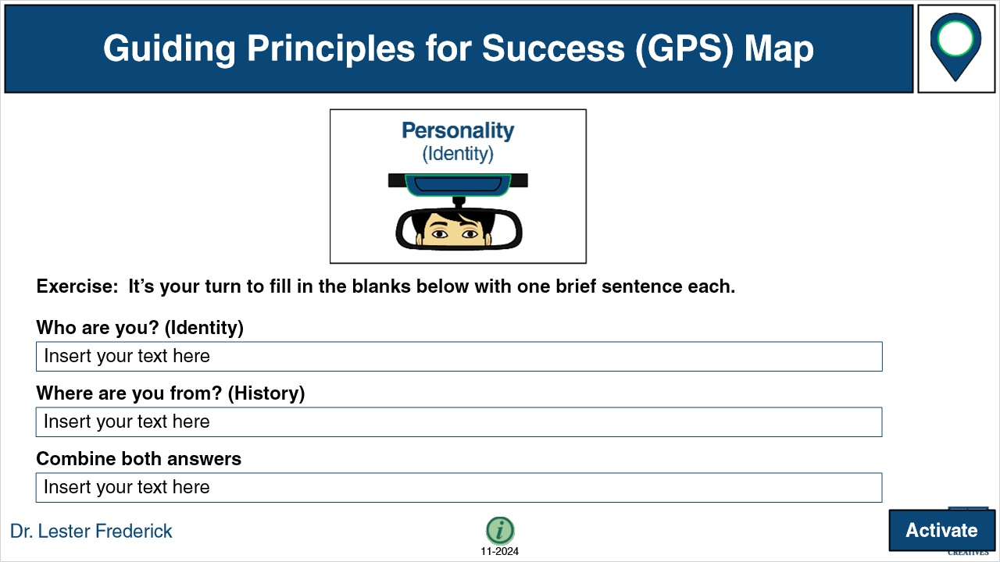 Guiding Principles for Success (GPS) Map
Personality
(Identity)
Exercise:  It’s your turn to fill in the blanks below with one brief sentence each.
Who are you? (Identity)
Insert your text here
Where are you from? (History)
Insert your text here
Combine both answers
Insert your text here
Dr. Lester Frederick
i
11-2024
Activate
CREATIVES